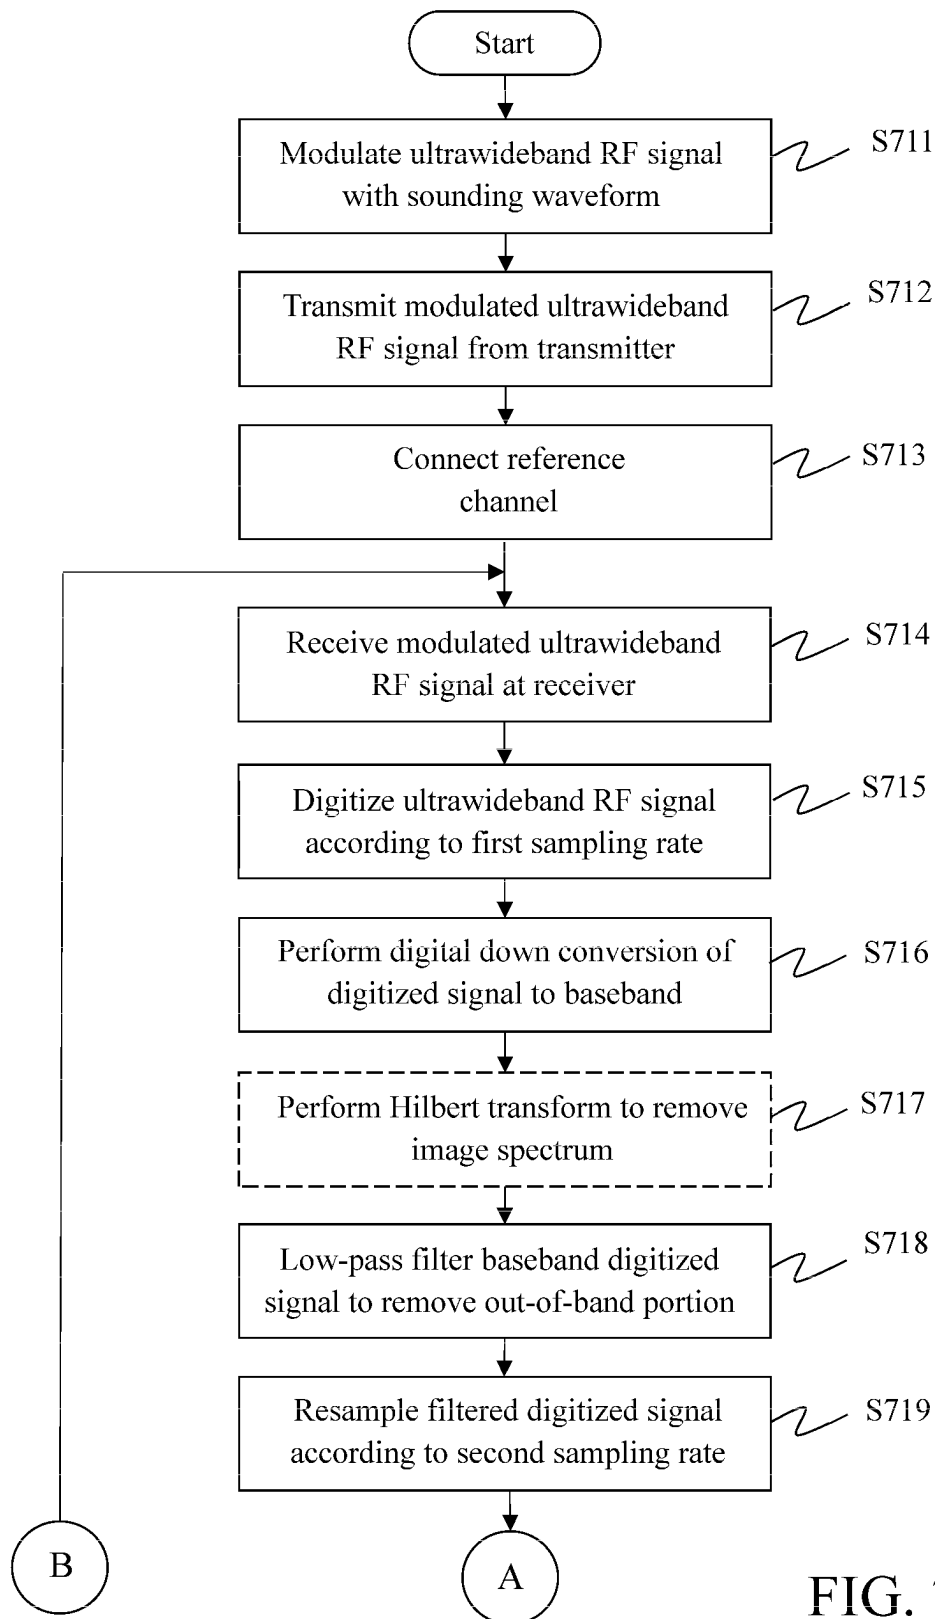 Start
Modulate ultrawideband RF signal
with sounding waveform
S711
Transmit modulated ultrawideband
RF signal from transmitter
S712
Connect reference
channel
S713
Receive modulated ultrawideband
RF signal at receiver
S714
Digitize ultrawideband RF signal
according to first sampling rate
S715
Perform digital down conversion of
digitized signal to baseband
S716
Perform Hilbert transform to remove
image spectrum
S717
Low-pass filter baseband digitized
signal to remove out-of-band portion
S718
Resample filtered digitized signal
according to second sampling rate
S719
B
A
FIG.